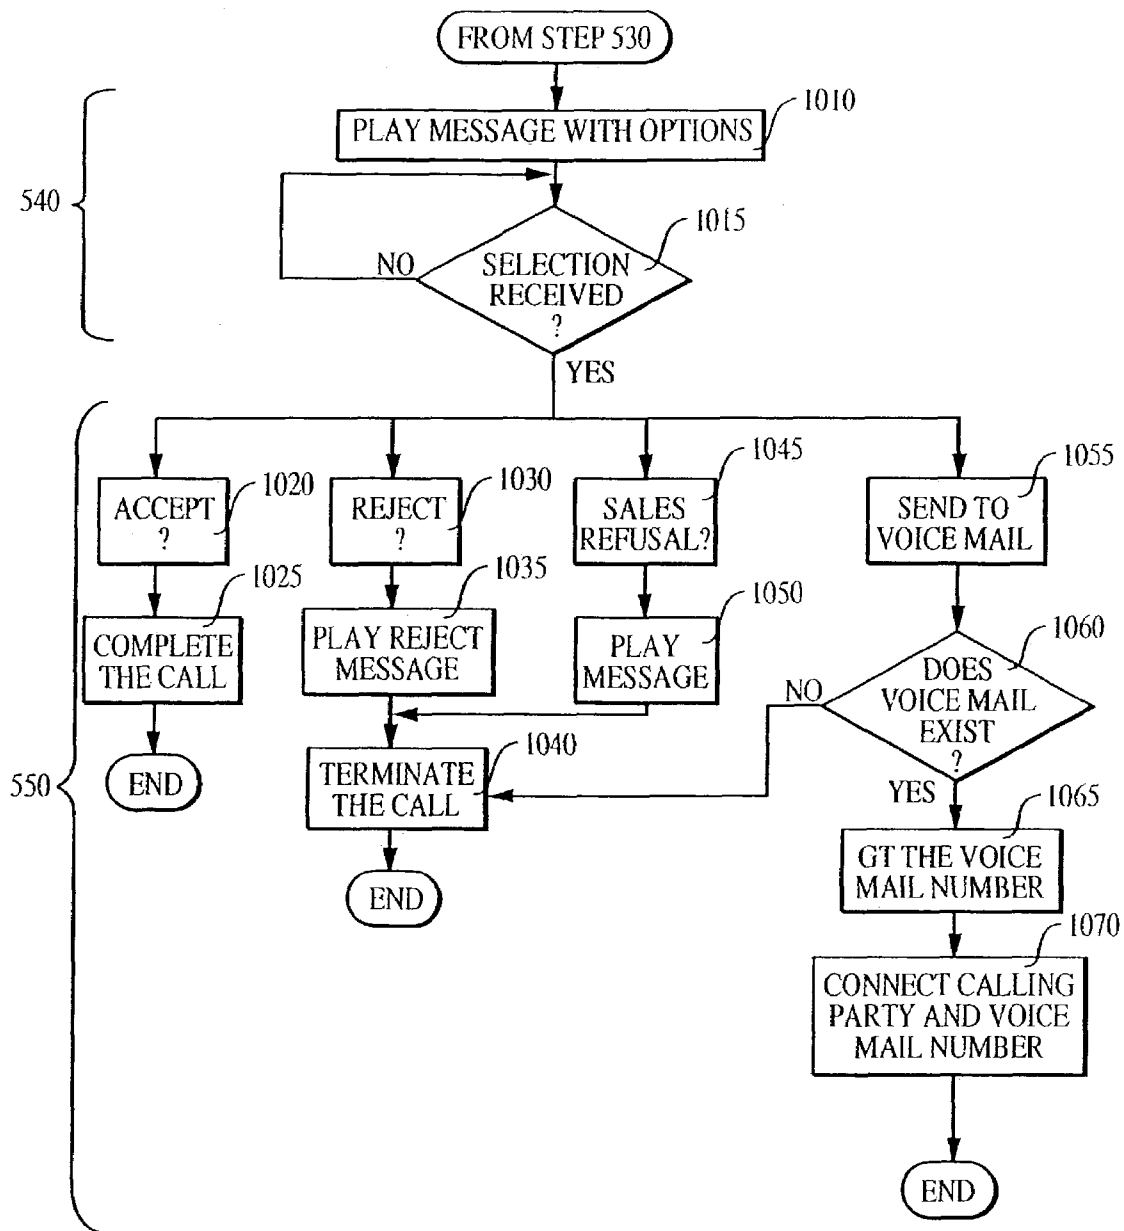 FROM STEP 530
1010
PLAY MESSAGE WITH OPTIONS
540
1015
NO
SELECTION
RECEIVED
?
YES
1020
ACCEPT
?
1030
REJECT
?
1045
SALES
REFUSAL?
1055
SEND TO
VOICE MAIL
1025
COMPLETE
THE CALL
1035
PLAY REJECT
MESSAGE
1050
PLAY
MESSAGE
1060
NO
DOES
VOICE MAIL
EXIST
?
YES
550
END
1040
TERMINATE
THE CALL
END
1065
GT THE VOICE
MAIL NUMBER
1070
CONNECT CALLING
PARTY AND VOICE
MAIL NUMBER
END